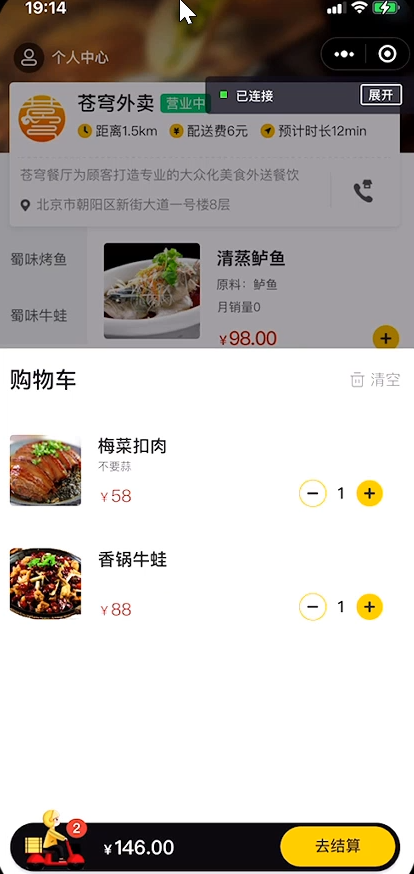 19:14
个人中心
苍穹外卖 营业中
已连接 展开
距离1.5km 配送费6元 预计时长12min
苍穹餐厅为顾客打造专业的大众化美食外送餐饮
北京市朝阳区新街大道一号楼8层
蜀味烤鱼
蜀味牛蛙
清蒸鲈鱼
原料：鲈鱼
月销量0
¥98.00
购物车 清空
梅菜扣肉
不要蒜
¥58
1
香锅牛蛙
¥88
1
2
¥146.00
去结算